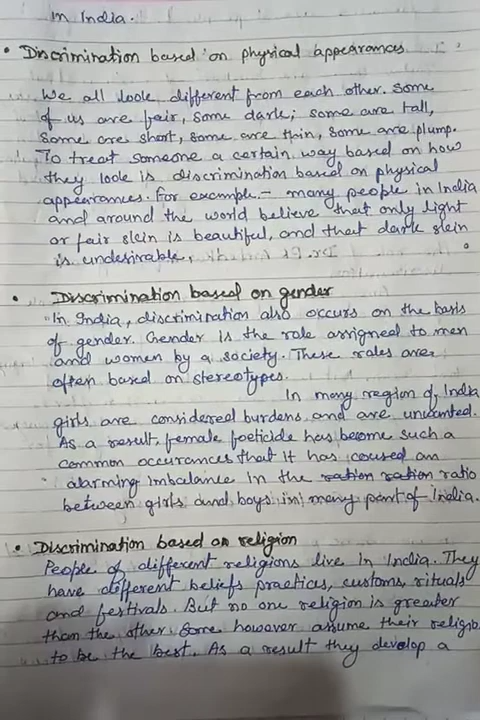 in India.
• Discrimination based on physical appearances
We all look different from each other. Some
of us are fair, some dark; some are tall,
some are short, some are thin, some are plump.
To treat someone a certain way based on how
they look is discrimination based on physical
appearances. For example - many people in India
and around the world believe that only light
or fair skin is beautiful, and that dark skin
is undesirable.
• Discrimination based on gender
In India, discrimination also occurs on the basis
of gender. Gender is the role assigned to men
and women by a society. These roles are
often based on stereotypes.
In many region of India
girls are considered burdens and are unwanted.
As a result, female foeticide has become such a
common occurances that it has coused an
alarming imbalance in the ration ration ratio
between girls and boys in many part of India.
• Discrimination based on religion
People of different religions live in India. They
have different beliefs practices, customs, rituals
and festivals. But no one religion is greater
than the other. Some however assume their religio
to be the best. As a result they develop a